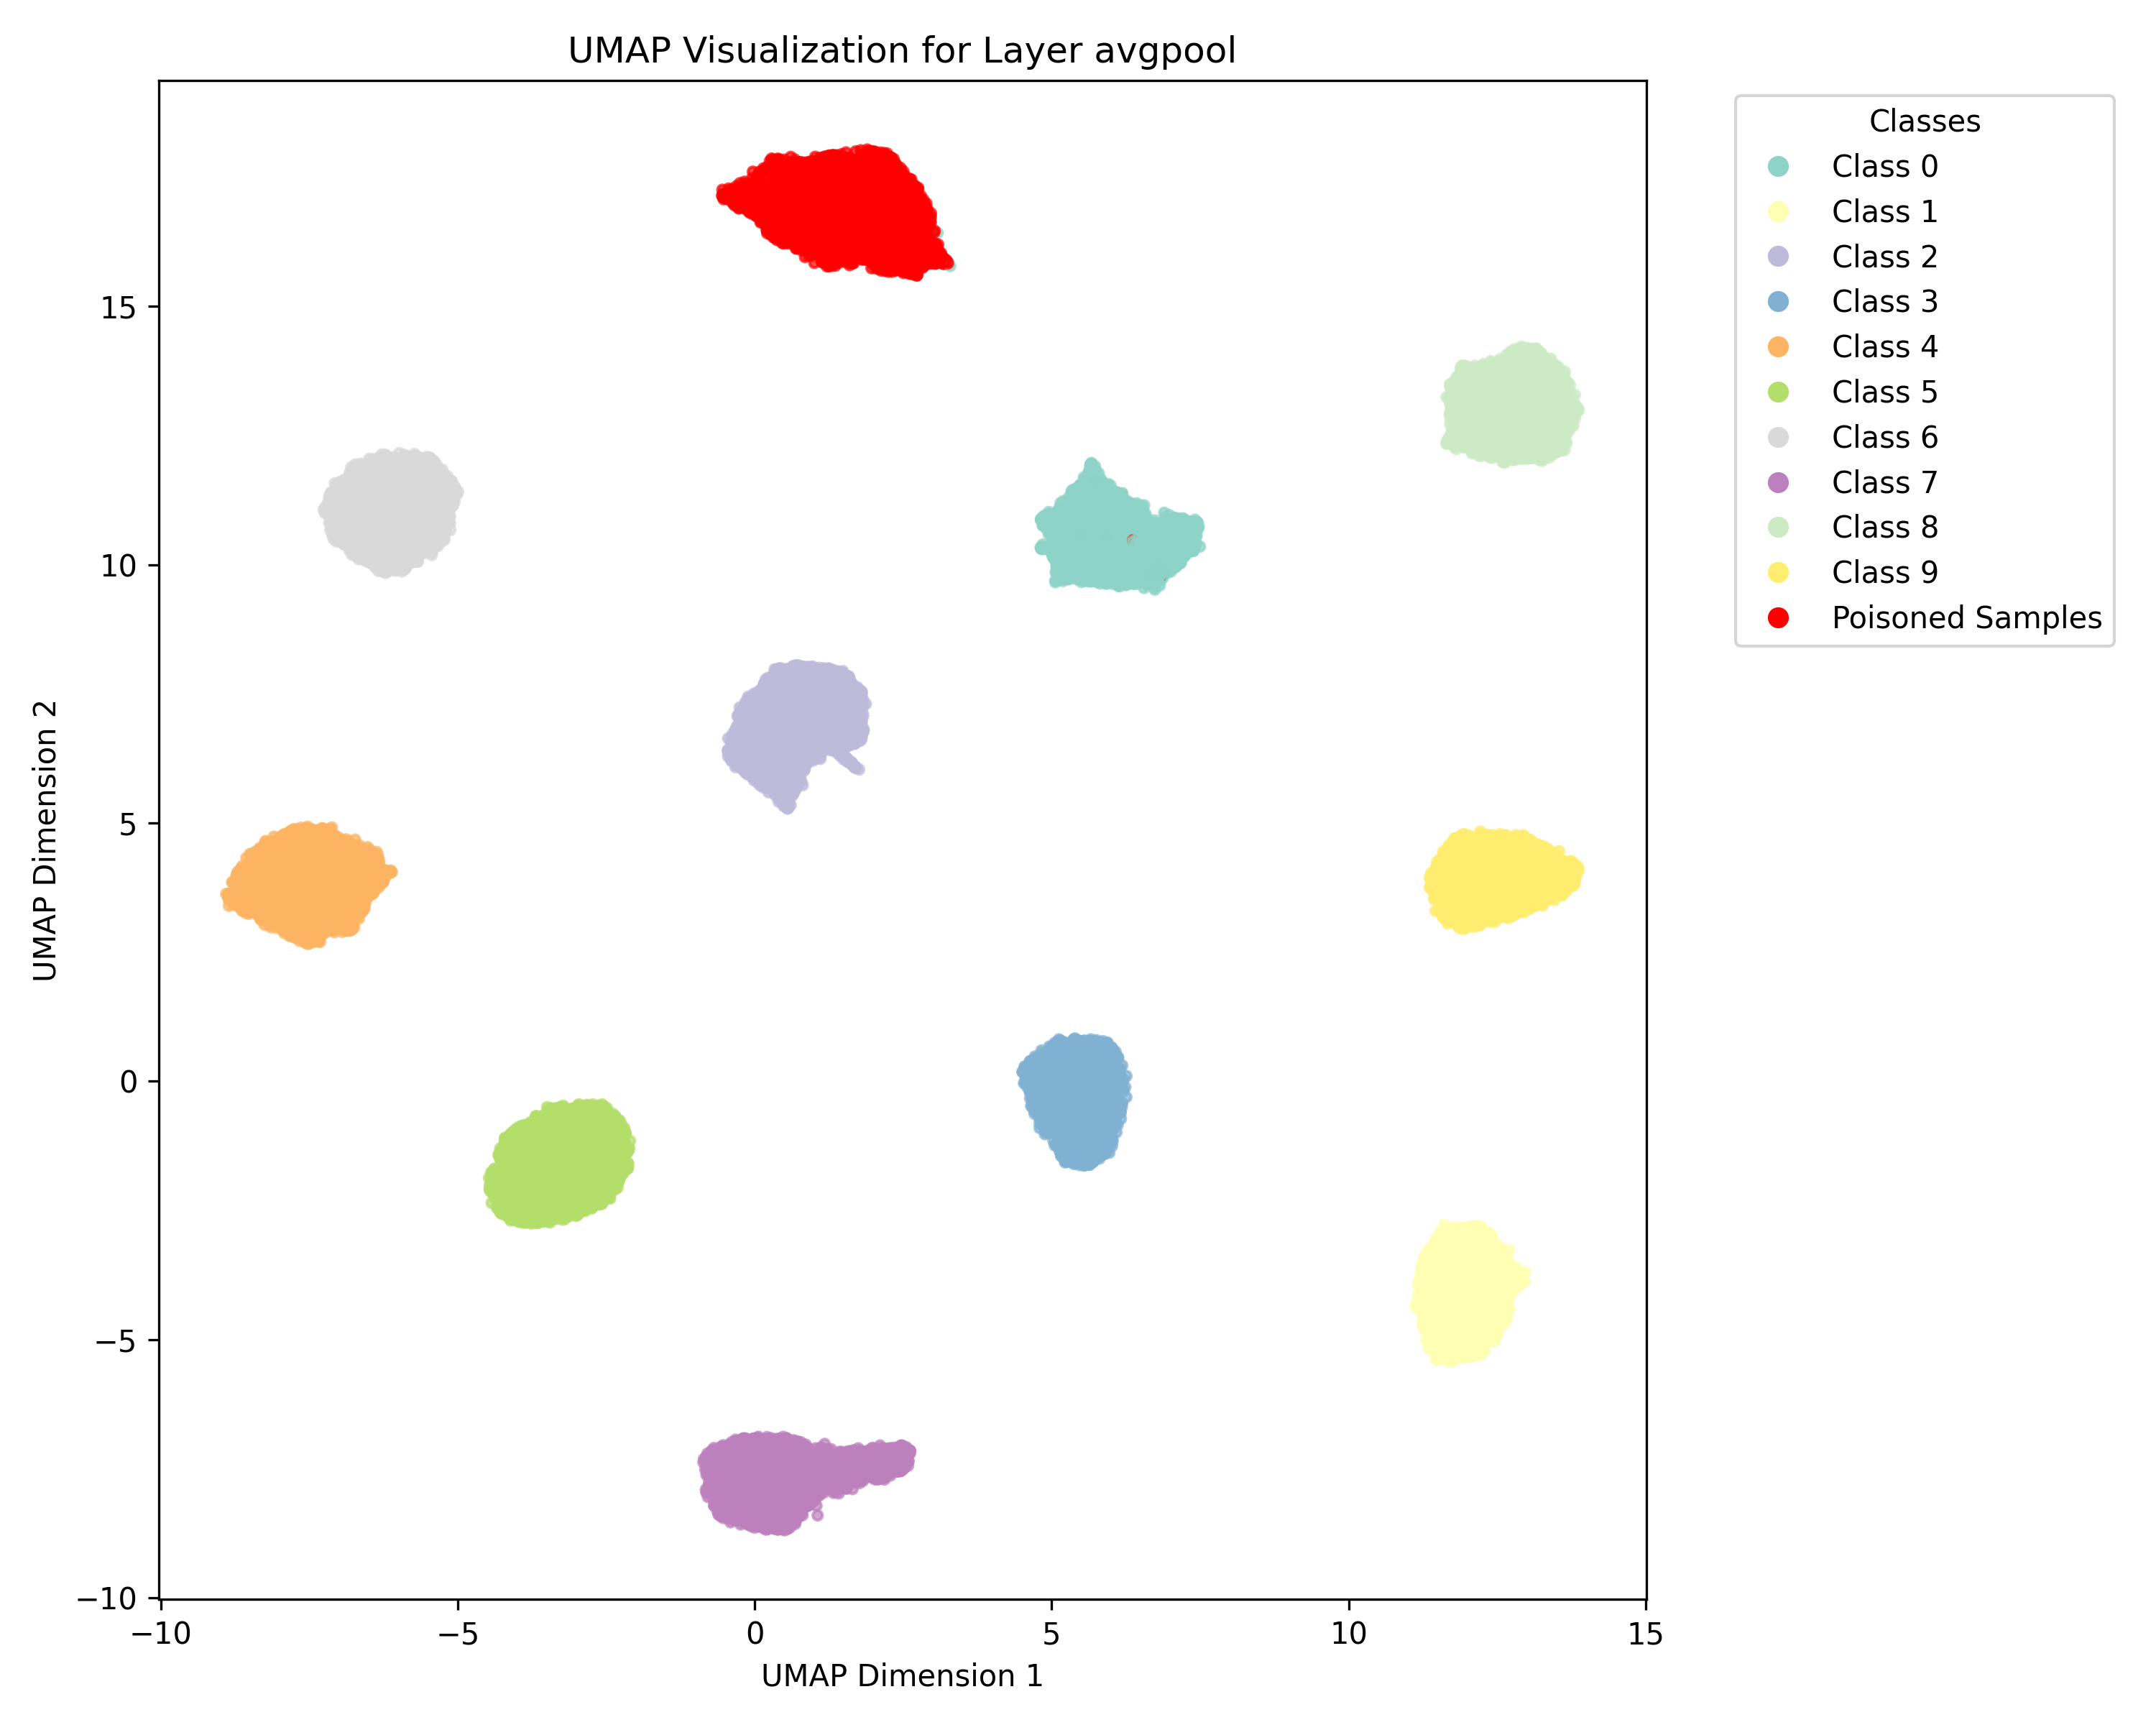 UMAP Visualization for Layer avgpool
Classes
Class 0
Class 1
Class 2
Class 3
Class 4
Class 5
Class 6
Class 7
Class 8
Class 9
Poisoned Samples
UMAP Dimension 2
15
10
5
0
−5
−10
−10
−5
0
5
10
15
UMAP Dimension 1